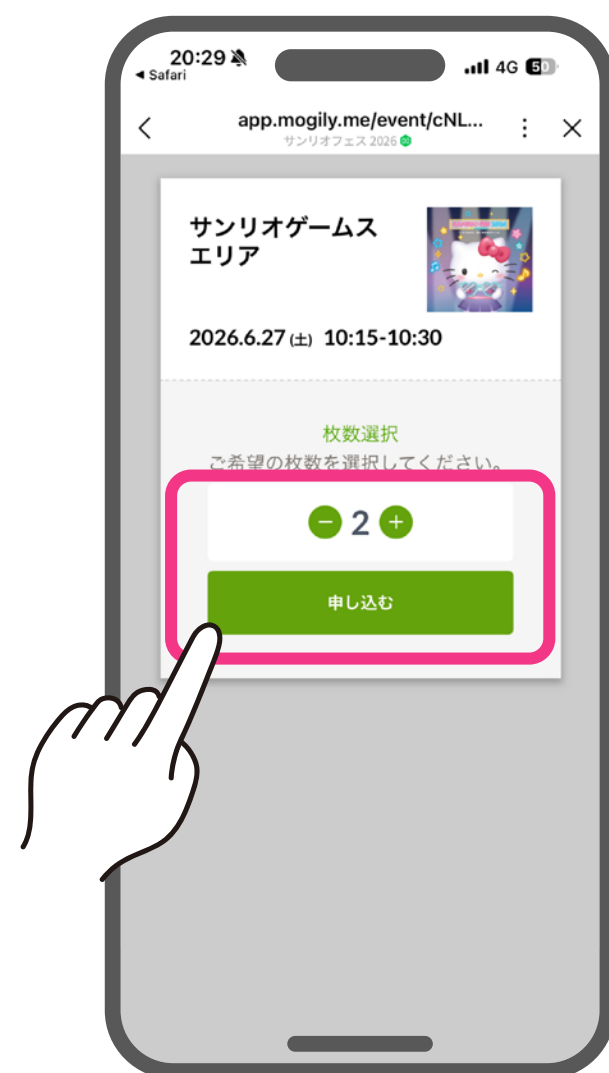 20:29
4G 50
◀ Safari
app.mogily.me/event/cNL...
サンリオフェス 2026
サンリオゲームス
エリア
2026.6.27 (土) 10:15-10:30
枚数選択
ご希望の枚数を選択してください。
2
申し込む